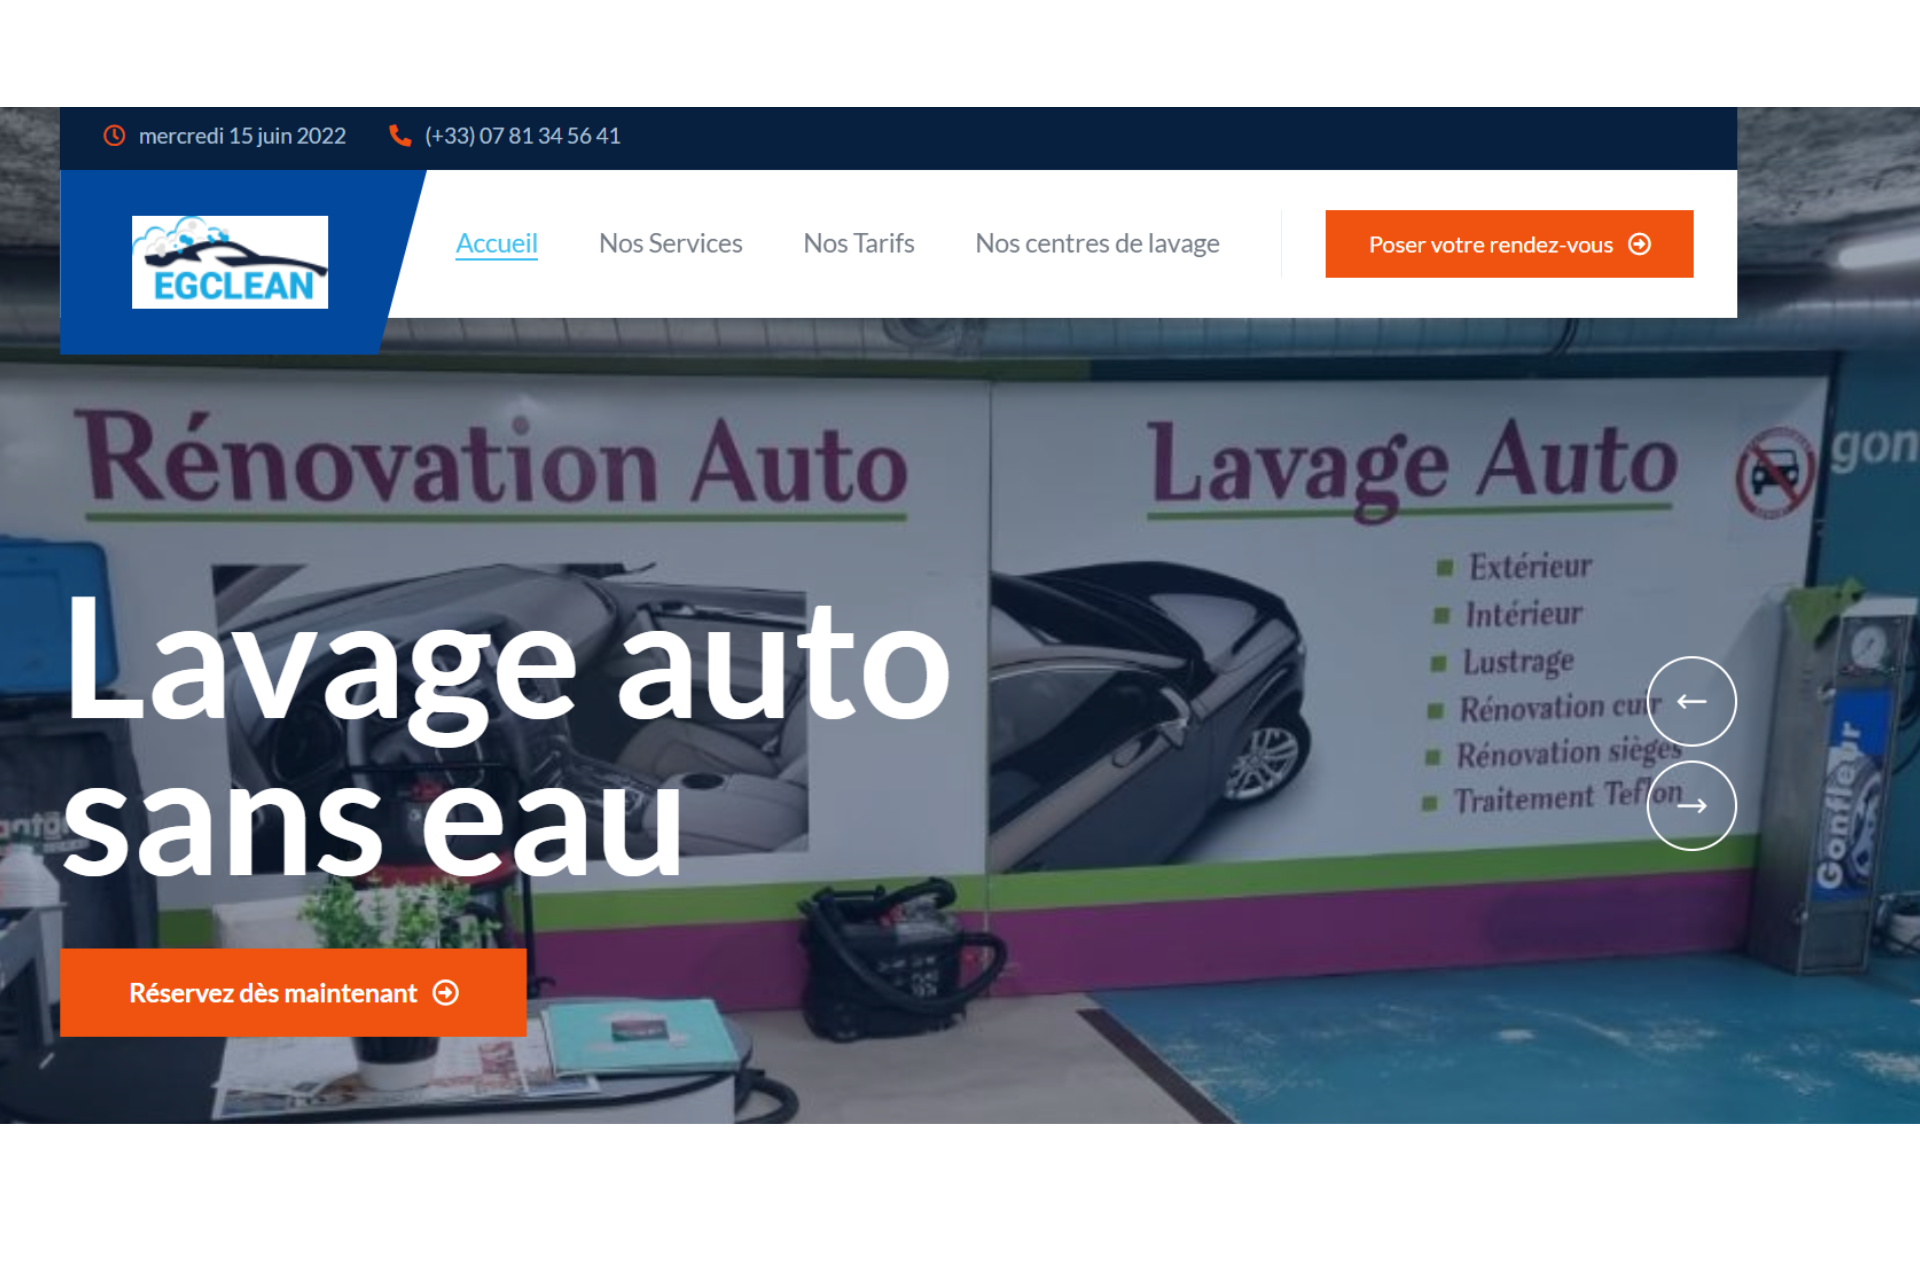 mercredi 15 juin 2022
(+33) 07 81 34 56 41
EGCLEAN
Accueil
Nos Services
Nos Tarifs
Nos centres de lavage
Poser votre rendez-vous
Rénovation Auto
Lavage Auto
gon
Extérieur
Intérieur
Lustrage
Rénovation cuir
Rénovation sièges
Traitement Teflon
Gonfleur
Lavage auto
sans eau
Réservez dès maintenant